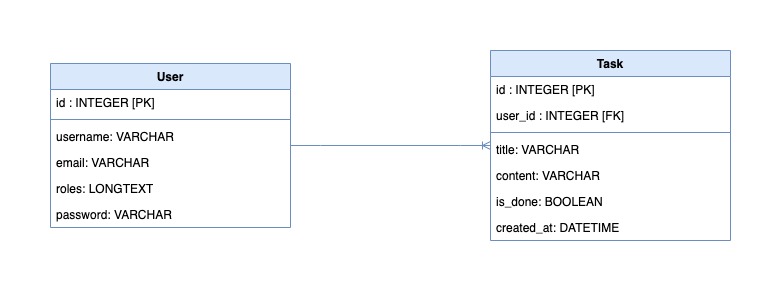 User
id : INTEGER [PK]
username: VARCHAR
email: VARCHAR
roles: LONGTEXT
password: VARCHAR
Task
id : INTEGER [PK]
user_id : INTEGER [FK]
title: VARCHAR
content: VARCHAR
is_done: BOOLEAN
created_at: DATETIME